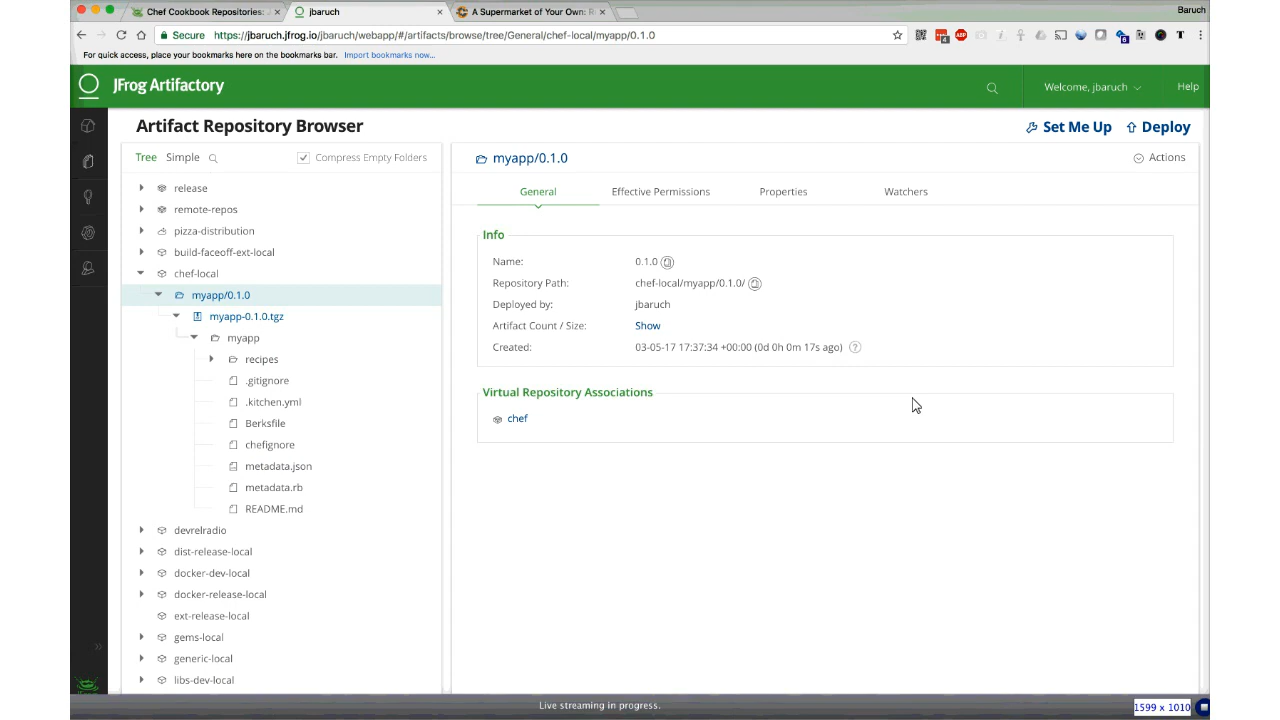 Chef Cookbook Repositories:
jbaruch
A Supermarket of Your Own: R
Baruch
Secure
https://jbaruch.jfrog.io/jbaruch/webapp/#/artifacts/browse/tree/General/chef-local/myapp/0.1.0
For quick access, place your bookmarks here on the bookmarks bar. Import bookmarks now...
JFrog Artifactory
Welcome, jbaruch
Help
Artifact Repository Browser
Set Me Up
Deploy
Tree
Simple
Compress Empty Folders
release
remote-repos
pizza-distribution
build-faceoff-ext-local
chef-local
myapp/0.1.0
myapp-0.1.0.tgz
myapp
recipes
.gitignore
.kitchen.yml
Berksfile
chefignore
metadata.json
metadata.rb
README.md
devrelradio
dist-release-local
docker-dev-local
docker-release-local
ext-release-local
gems-local
generic-local
libs-dev-local
myapp/0.1.0
Actions
General
Effective Permissions
Properties
Watchers
Info
Name: 0.1.0
Repository Path: chef-local/myapp/0.1.0/
Deployed by: jbaruch
Artifact Count / Size: Show
Created: 03-05-17 17:37:34 +00:00 (0d 0h 0m 17s ago)
Virtual Repository Associations
chef
Live streaming in progress.
1599 x 1010